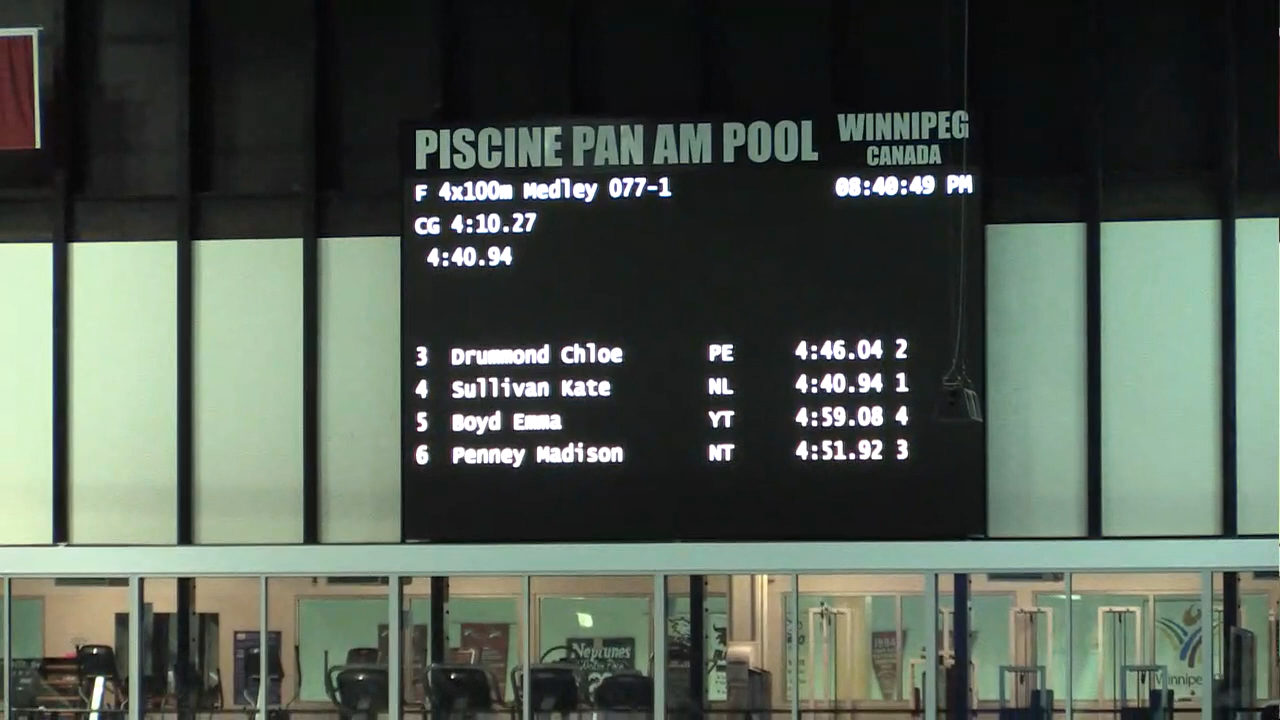 PISCINE PAN AM POOL WINNIPEG
CANADA
F 4x100m Medley 077-1 08:40:49 PM
CG 4:10.27
4:40.94
3 Drummond Chloe PE 4:46.04 2
4 Sullivan Kate NL 4:40.94 1
5 Boyd Emma YT 4:59.08 4
6 Penney Madison NT 4:51.92 3
Neptunes
Winnipe